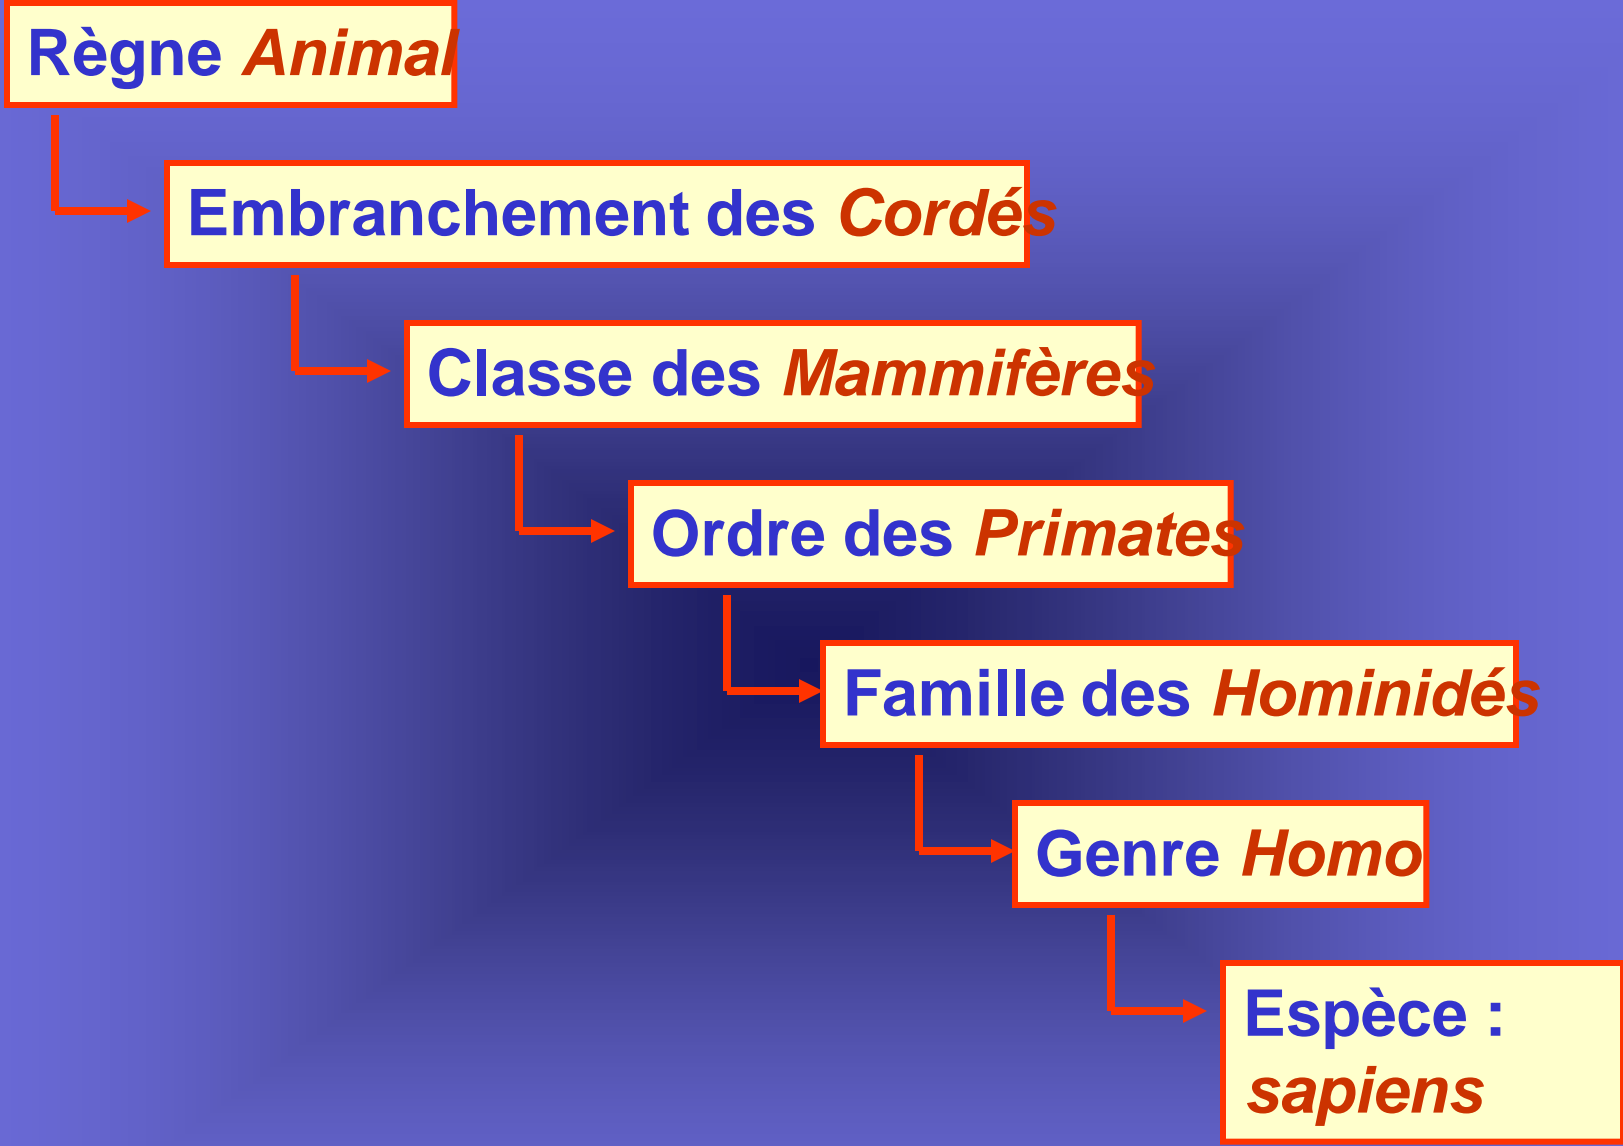 Règne Animal
Embranchement des Cordés
Classe des Mammifères
Ordre des Primates
Famille des Hominidés
Genre Homo
Espèce :
sapiens